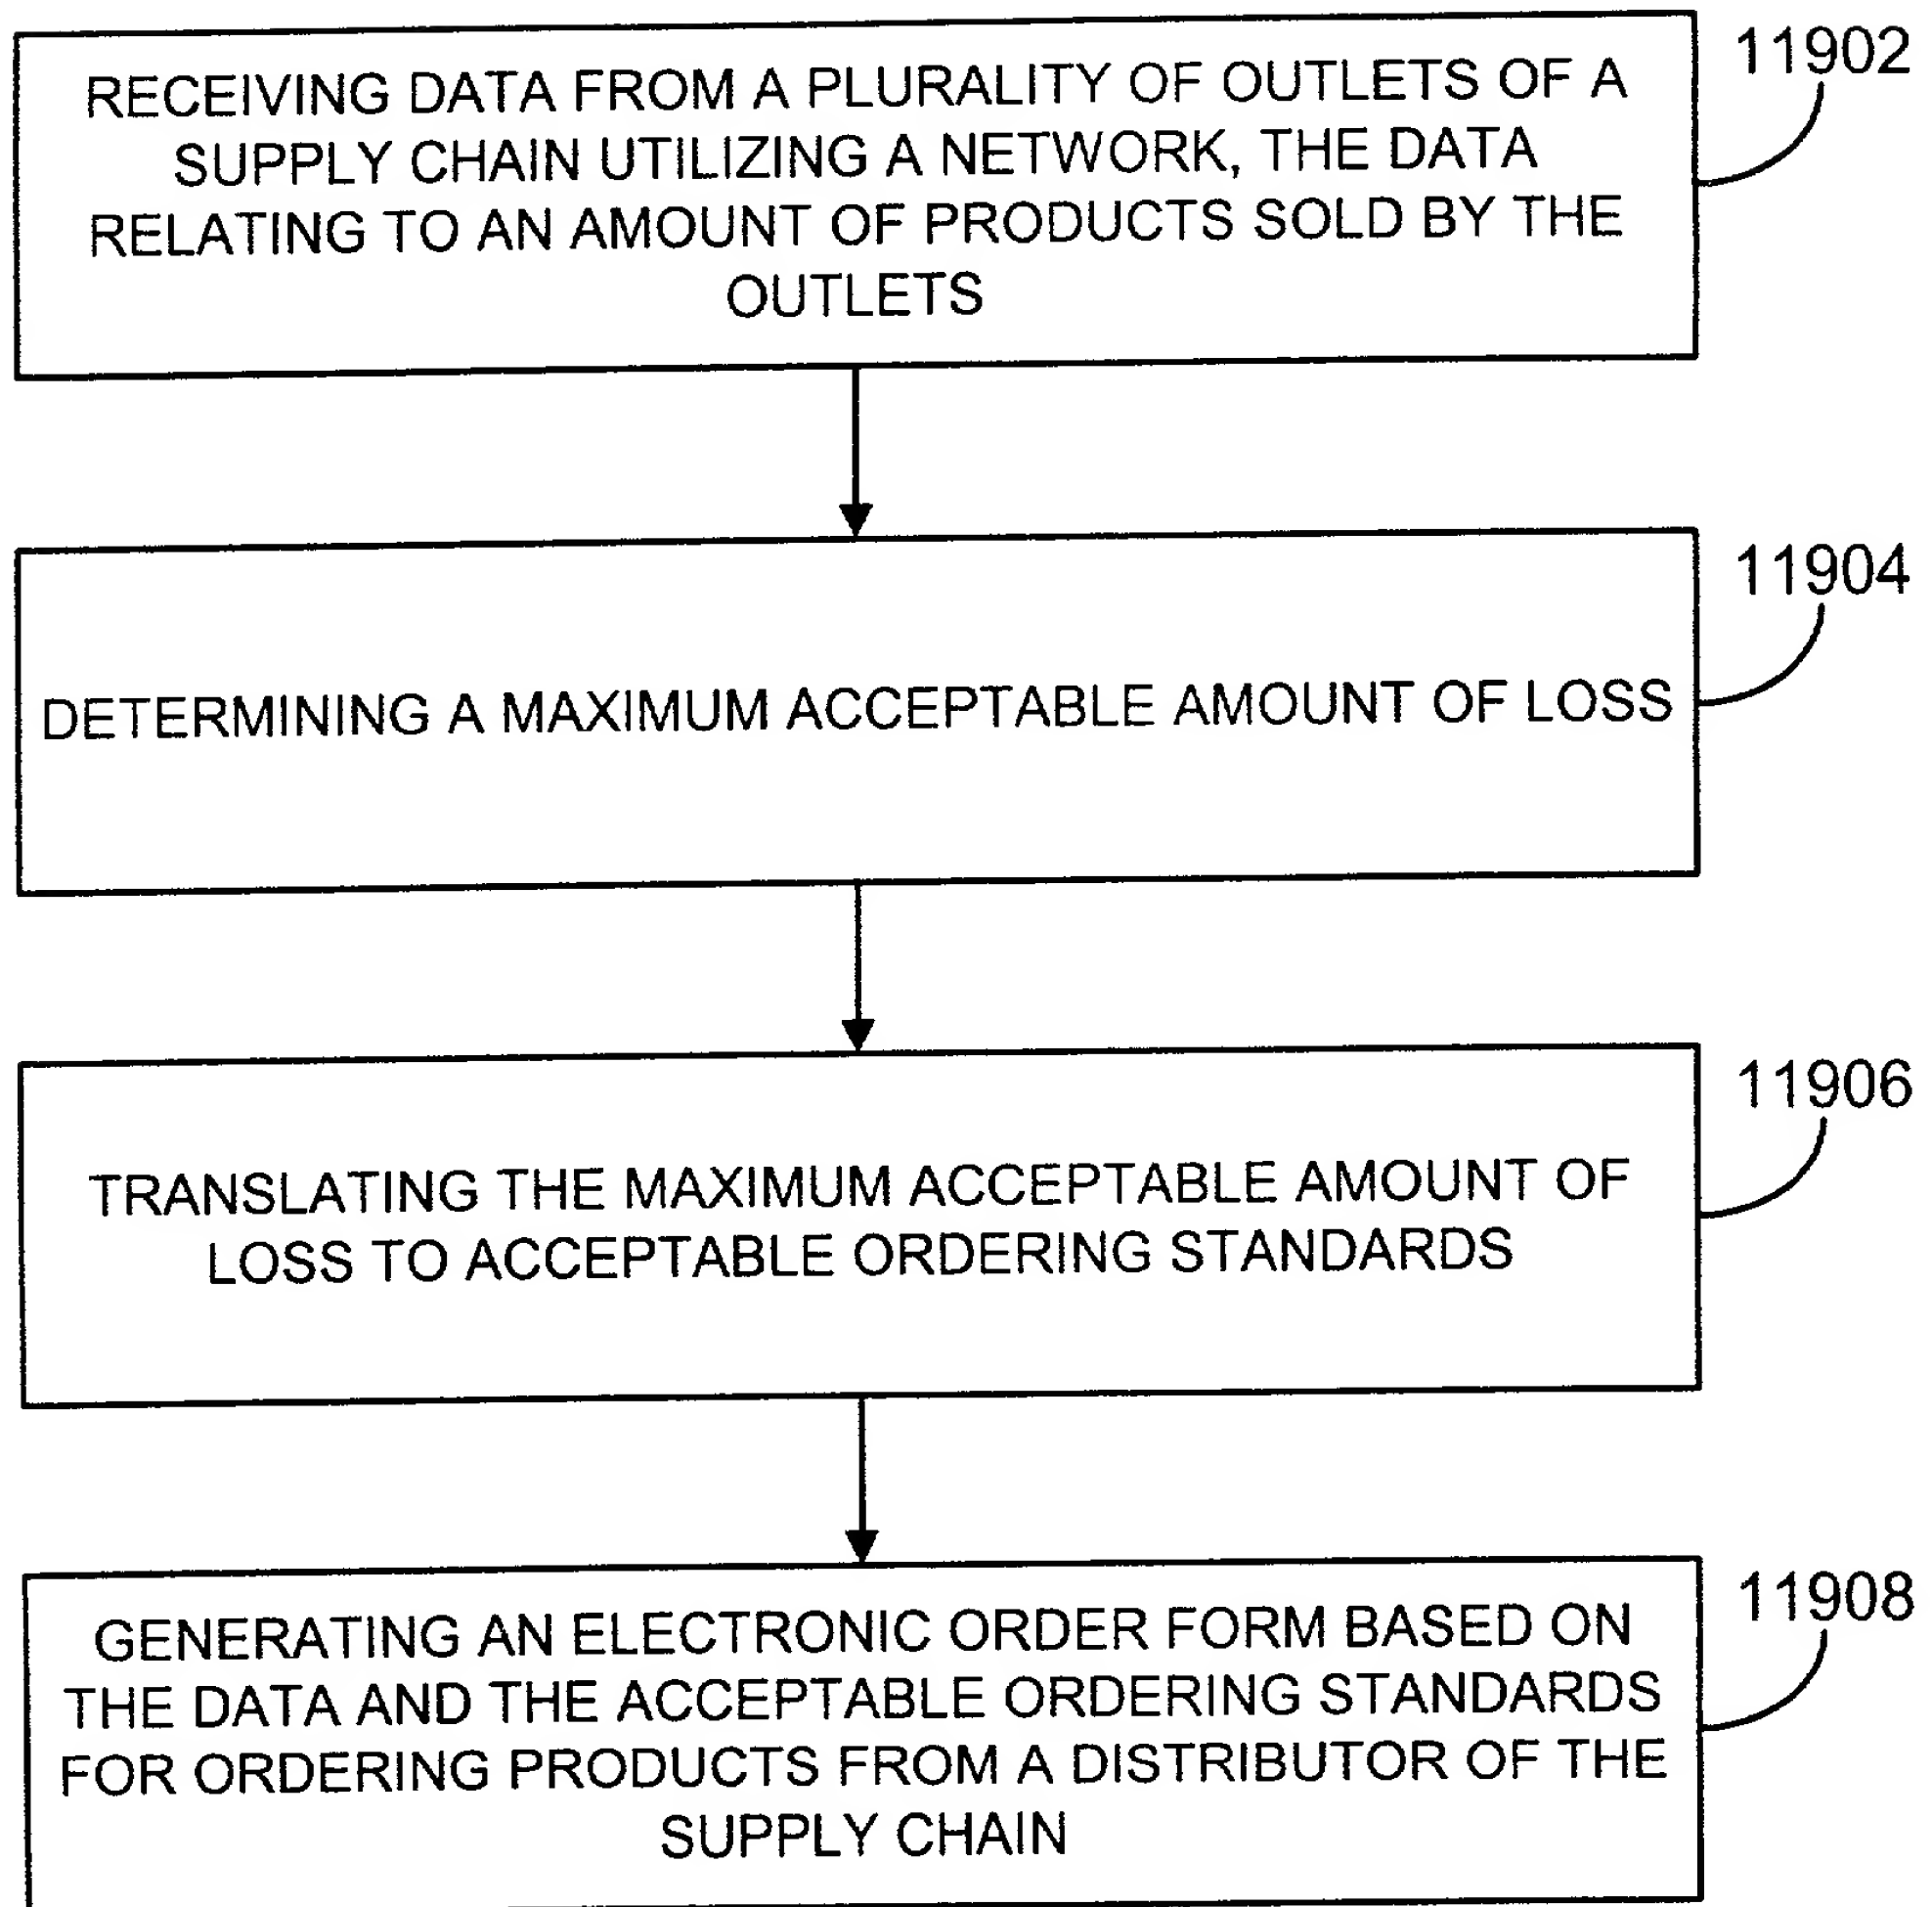 RECEIVING DATA FROM A PLURALITY OF OUTLETS OF A
SUPPLY CHAIN UTILIZING A NETWORK, THE DATA
RELATING TO AN AMOUNT OF PRODUCTS SOLD BY THE
OUTLETS
11902
DETERMINING A MAXIMUM ACCEPTABLE AMOUNT OF LOSS
11904
TRANSLATING THE MAXIMUM ACCEPTABLE AMOUNT OF
LOSS TO ACCEPTABLE ORDERING STANDARDS
11906
GENERATING AN ELECTRONIC ORDER FORM BASED ON
THE DATA AND THE ACCEPTABLE ORDERING STANDARDS
FOR ORDERING PRODUCTS FROM A DISTRIBUTOR OF THE
SUPPLY CHAIN
11908